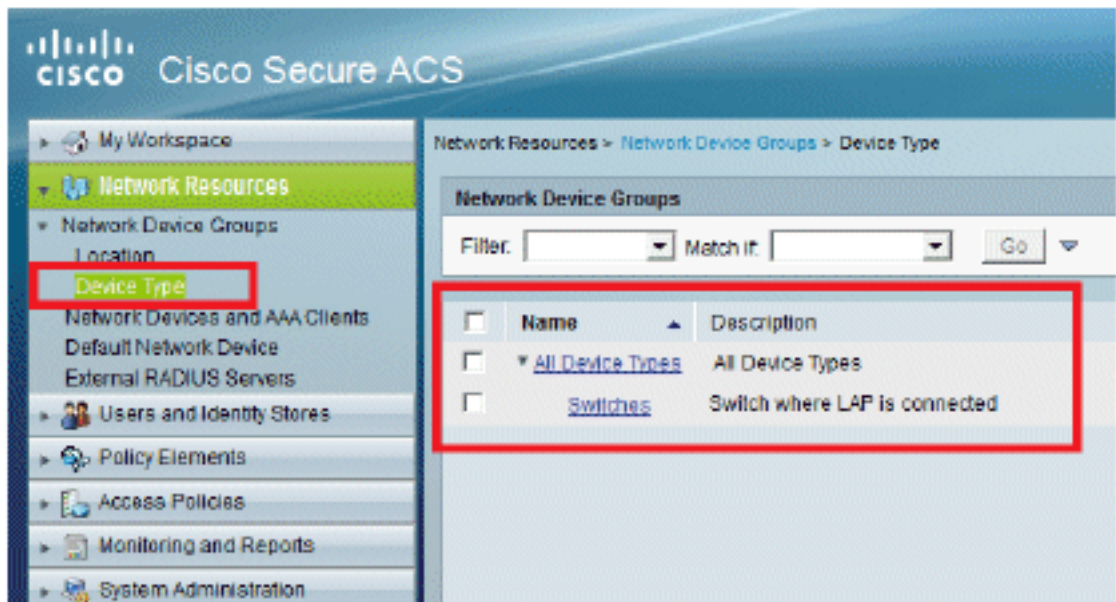 CISCO Cisco Secure ACS
My Workspace
Network Resources
Network Device Groups
Location
Device Type
Network Devices and AAA Clients
Default Network Device
External RADIUS Servers
Users and Identity Stores
Policy Elements
Access Policies
Monitoring and Reports
System Administration
Network Resources > Network Device Groups > Device Type
Network Device Groups
Filter: Match if: Go
Name Description
All Device Types All Device Types
Switches Switch where LAP is connected